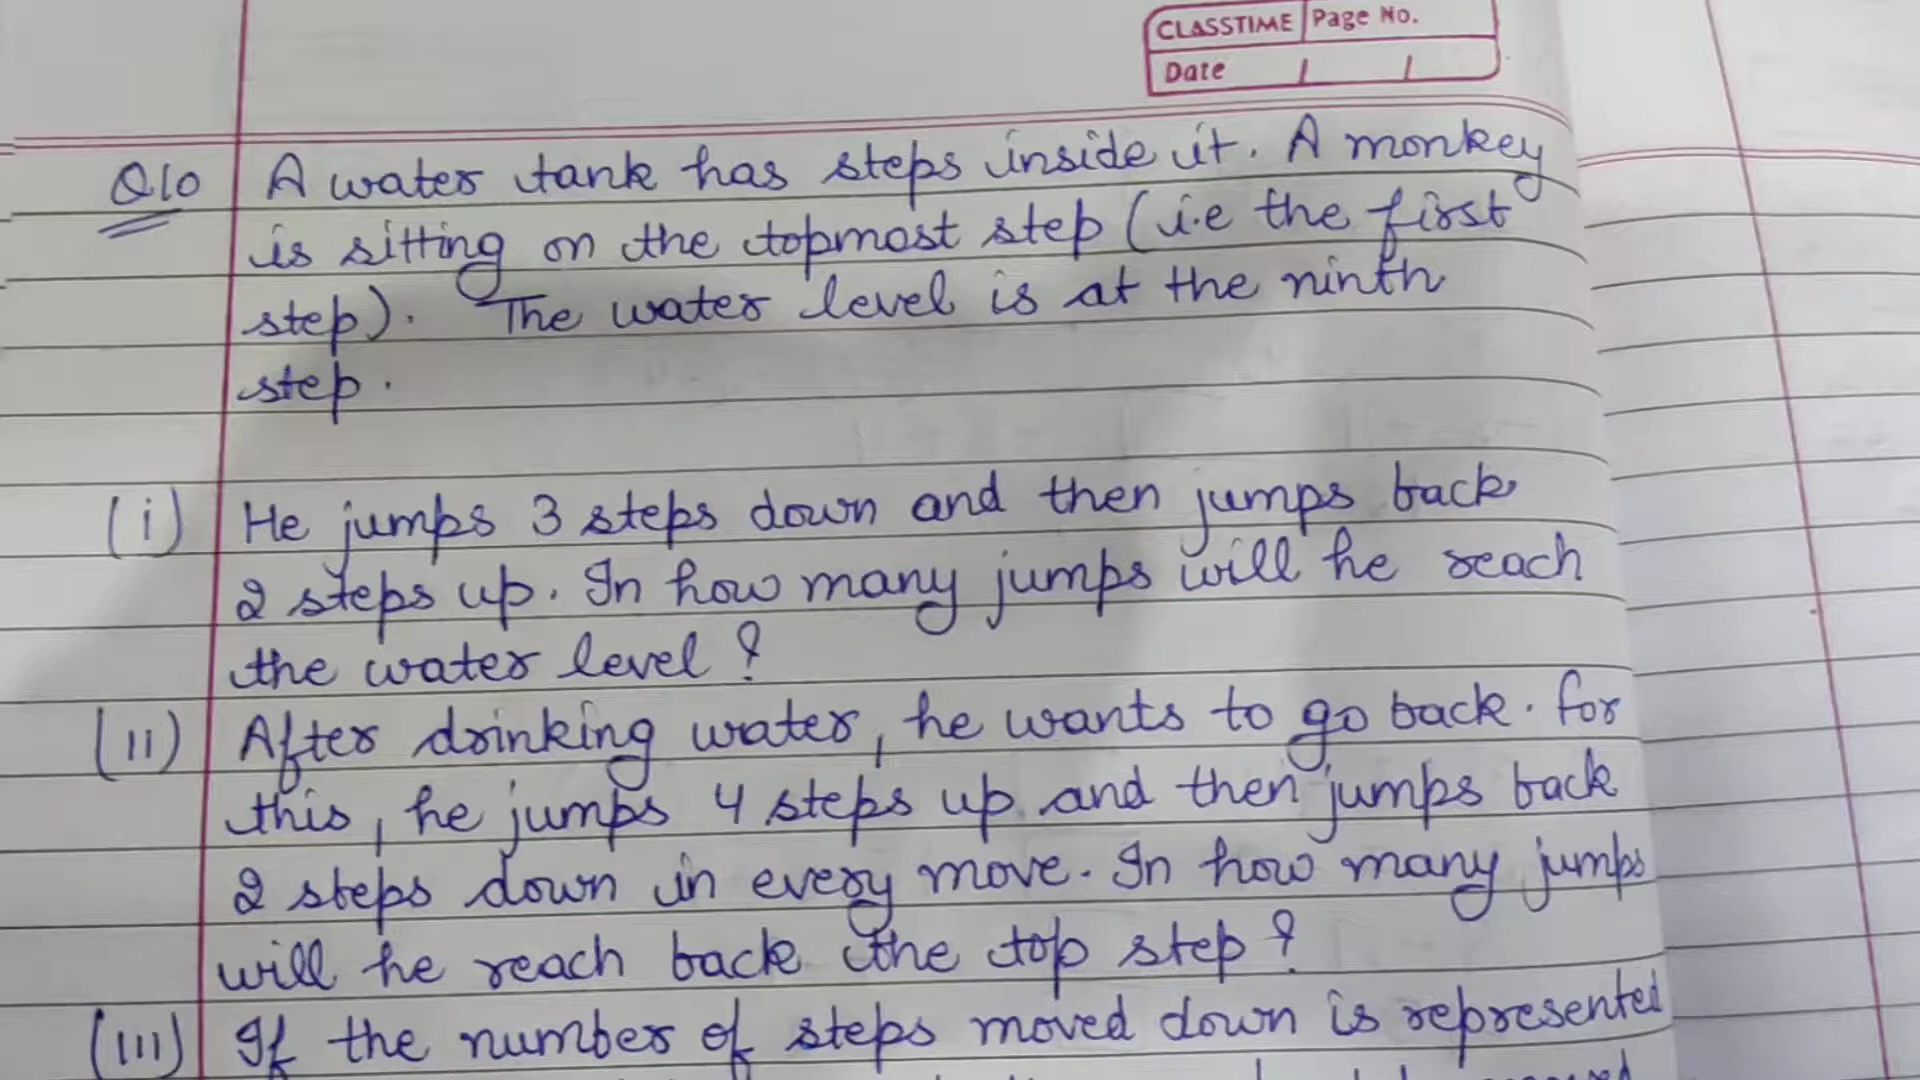 CLASSTIME Page No.
Date / /
Q10 A water tank has steps inside it. A monkey
is sitting on the topmost step (i.e the first
step). The water level is at the ninth
step.
(i) He jumps 3 steps down and then jumps back
2 steps up. In how many jumps will he reach
the water level?
(11) After drinking water, he wants to go back. for
this, he jumps 4 steps up and then jumps back
2 steps down in every move. In how many jumps
will he reach back the top step?
(111) If the number of steps moved down is represented